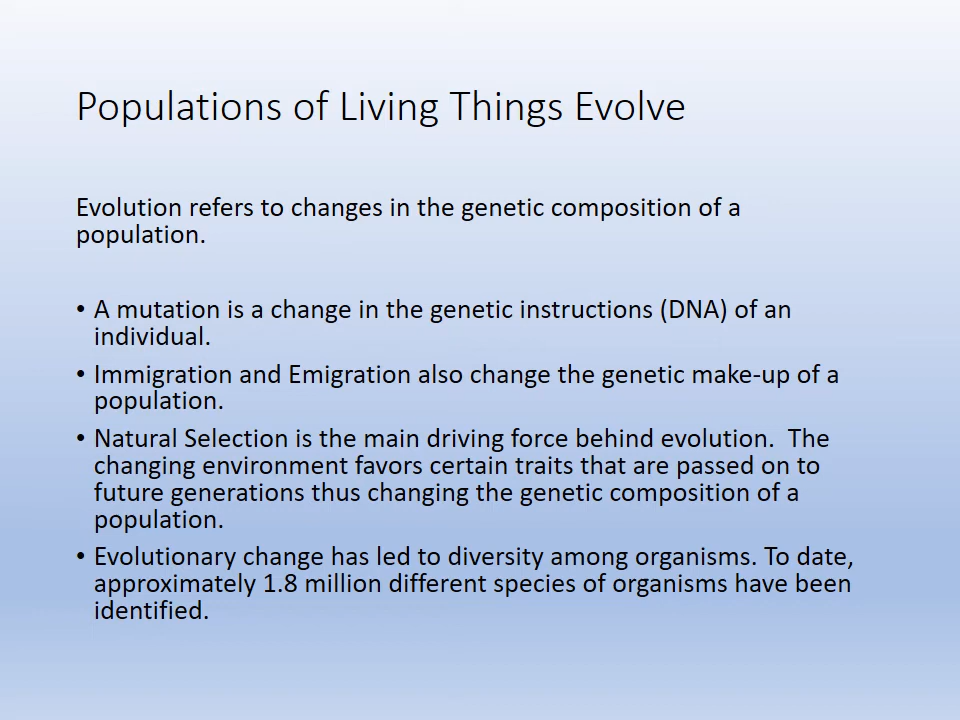 Populations of Living Things Evolve
Evolution refers to changes in the genetic composition of a
population.
• A mutation is a change in the genetic instructions (DNA) of an
individual.
• Immigration and Emigration also change the genetic make-up of a
population.
• Natural Selection is the main driving force behind evolution.  The
changing environment favors certain traits that are passed on to
future generations thus changing the genetic composition of a
population.
• Evolutionary change has led to diversity among organisms. To date,
approximately 1.8 million different species of organisms have been
identified.